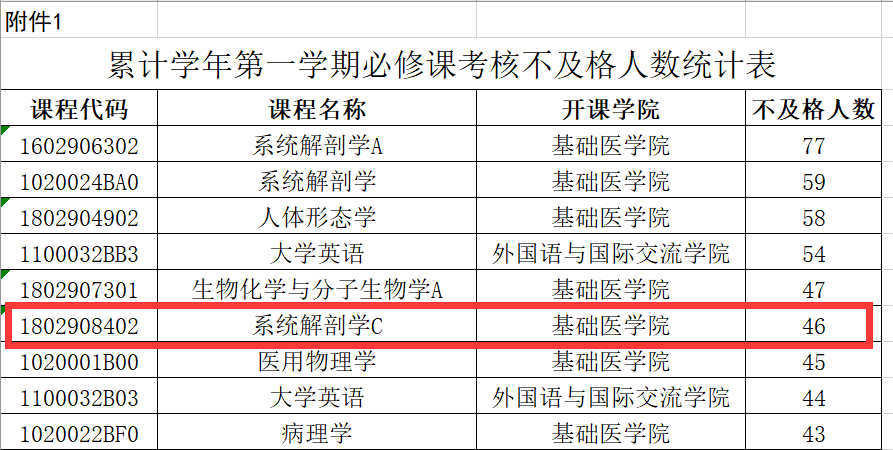 附件1
累计学年第一学期必修课考核不及格人数统计表
课程代码 课程名称 开课学院 不及格人数
1602906302 系统解剖学A 基础医学院 77
1020024BA0 系统解剖学 基础医学院 59
1802904902 人体形态学 基础医学院 58
1100032BB3 大学英语 外国语与国际交流学院 54
1802907301 生物化学与分子生物学A 基础医学院 47
1802908402 系统解剖学C 基础医学院 46
1020001B00 医用物理学 基础医学院 45
1100032B03 大学英语 外国语与国际交流学院 44
1020022BF0 病理学 基础医学院 43